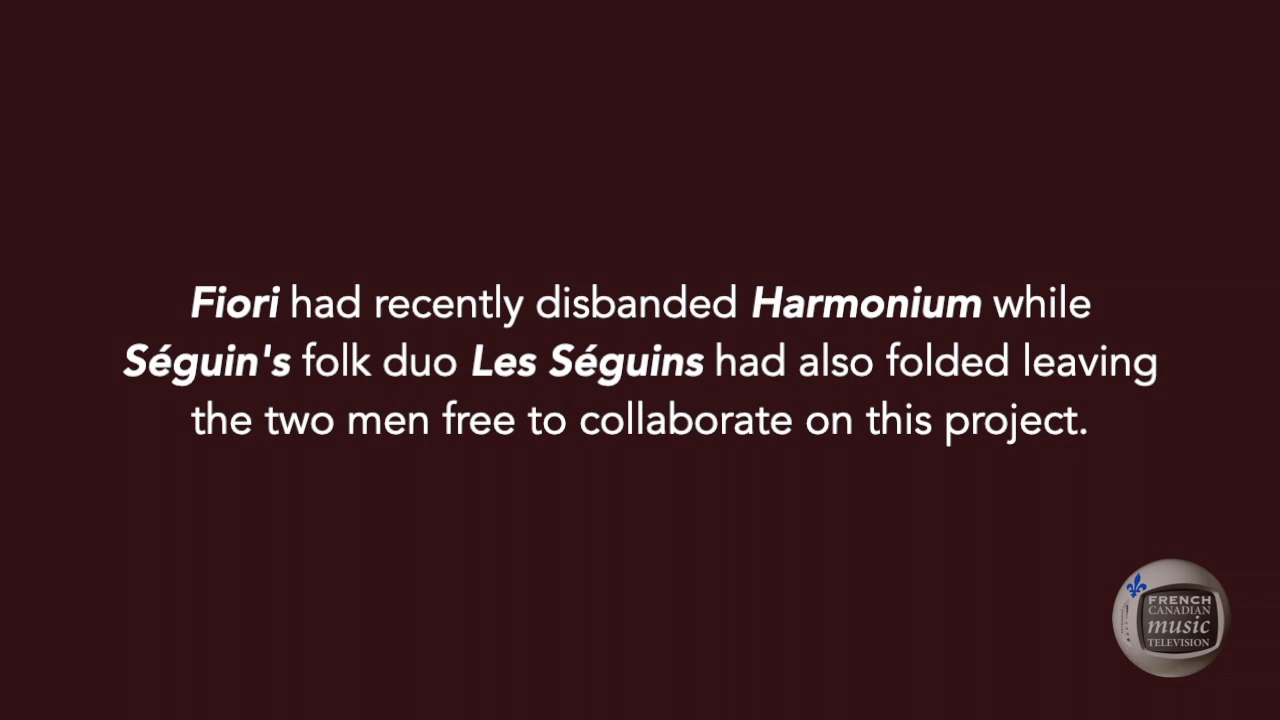 Fiori had recently disbanded Harmonium while
Séguin's folk duo Les Séguins had also folded leaving
the two men free to collaborate on this project.
FRENCH
CANADIAN
music
TELEVISION